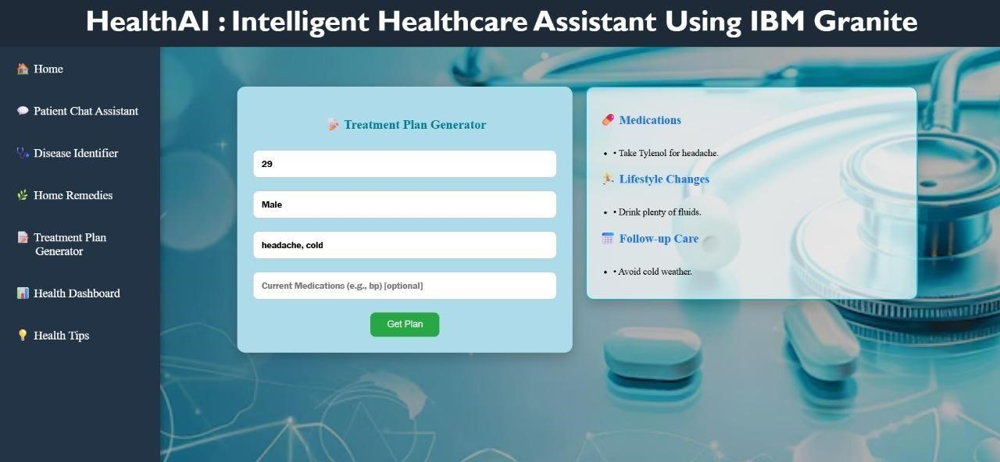 HealthAI : Intelligent Healthcare Assistant Using IBM Granite
🏠 Home
💬 Patient Chat Assistant
🩺 Disease Identifier
🌿 Home Remedies
📝 Treatment Plan
Generator
📊 Health Dashboard
💡 Health Tips
📝 Treatment Plan Generator
29
Male
headache, cold
Current Medications (e.g., bp) [optional]
Get Plan
💊 Medications
• • Take Tylenol for headache.
🏃 Lifestyle Changes
• • Drink plenty of fluids.
📅 Follow-up Care
• • Avoid cold weather.